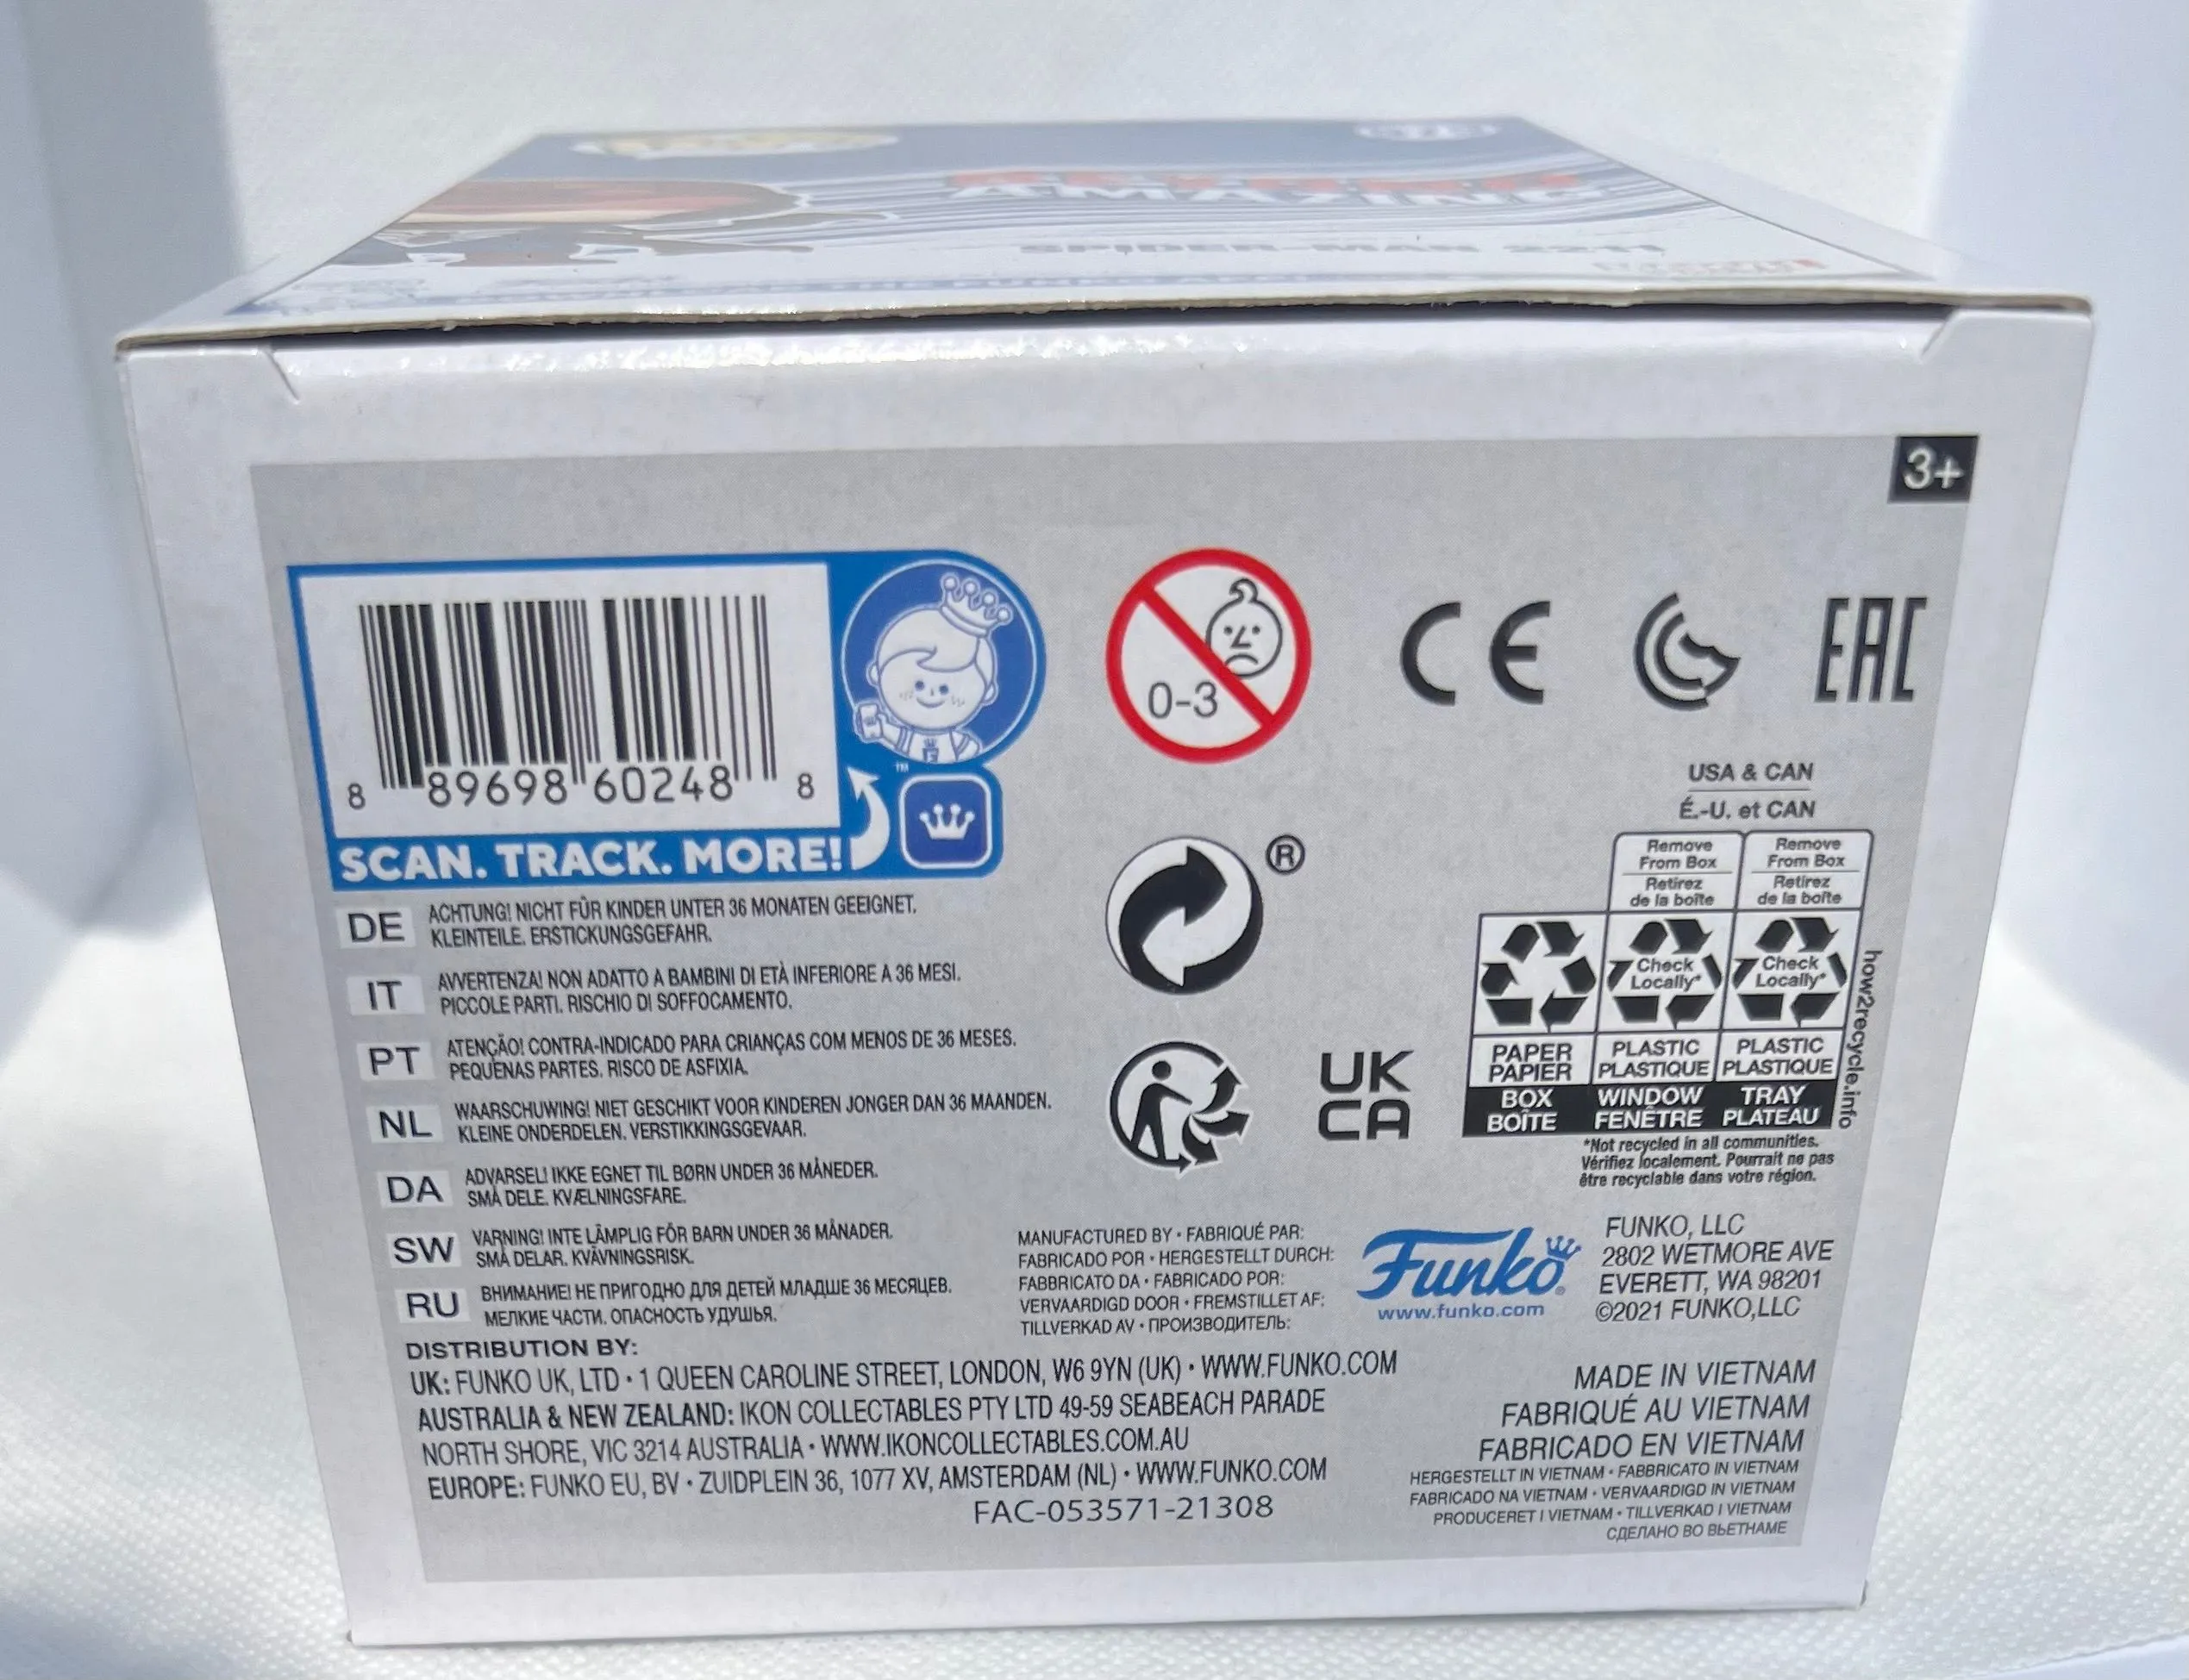 BEYOND
AMAZING
SPIDER-MAN 2211
3+
8 89698 60248 8
SCAN. TRACK. MORE!
™
0-3
CE
EAC
USA & CAN
É.-U. et CAN
Remove
From Box
Retirez
de la boîte
Remove
From Box
Retirez
de la boîte
Check
Locally*
Check
Locally*
PAPER
PAPIER
PLASTIC
PLASTIQUE
PLASTIC
PLASTIQUE
BOX
BOÎTE
WINDOW
FENÊTRE
TRAY
PLATEAU
how2recycle.info
*Not recycled in all communities.
Vérifiez localement. Pourrait ne pas
être recyclable dans votre région.
®
UK
CA
DE ACHTUNG! NICHT FÜR KINDER UNTER 36 MONATEN GEEIGNET.
KLEINTEILE. ERSTICKUNGSGEFAHR.
IT AVVERTENZA! NON ADATTO A BAMBINI DI ETÀ INFERIORE A 36 MESI.
PICCOLE PARTI. RISCHIO DI SOFFOCAMENTO.
PT ATENÇÃO! CONTRA-INDICADO PARA CRIANÇAS COM MENOS DE 36 MESES.
PEQUENAS PARTES. RISCO DE ASFIXIA.
NL WAARSCHUWING! NIET GESCHIKT VOOR KINDEREN JONGER DAN 36 MAANDEN.
KLEINE ONDERDELEN. VERSTIKKINGSGEVAAR.
DA ADVARSEL! IKKE EGNET TIL BØRN UNDER 36 MÅNEDER.
SMÅ DELE. KVÆLNINGSFARE.
SW VARNING! INTE LÄMPLIG FÖR BARN UNDER 36 MÅNADER.
SMÅ DELAR. KVÄVNINGSRISK.
RU ВНИМАНИЕ! НЕ ПРИГОДНО ДЛЯ ДЕТЕЙ МЛАДШЕ 36 МЕСЯЦЕВ.
МЕЛКИЕ ЧАСТИ. ОПАСНОСТЬ УДУШЬЯ.
MANUFACTURED BY • FABRIQUÉ PAR:
FABRICADO POR • HERGESTELLT DURCH:
FABBRICATO DA • FABRICADO POR:
VERVAARDIGD DOOR • FREMSTILLET AF:
TILLVERKAD AV • ПРОИЗВОДИТЕЛЬ:
Funko®
www.funko.com
FUNKO, LLC
2802 WETMORE AVE
EVERETT, WA 98201
©2021 FUNKO,LLC
DISTRIBUTION BY:
UK: FUNKO UK, LTD • 1 QUEEN CAROLINE STREET, LONDON, W6 9YN (UK) • WWW.FUNKO.COM
AUSTRALIA & NEW ZEALAND: IKON COLLECTABLES PTY LTD 49-59 SEABEACH PARADE
NORTH SHORE, VIC 3214 AUSTRALIA • WWW.IKONCOLLECTABLES.COM.AU
EUROPE: FUNKO EU, BV • ZUIDPLEIN 36, 1077 XV, AMSTERDAM (NL) • WWW.FUNKO.COM
FAC-053571-21308
MADE IN VIETNAM
FABRIQUÉ AU VIETNAM
FABRICADO EN VIETNAM
HERGESTELLT IN VIETNAM • FABBRICATO IN VIETNAM
FABRICADO NA VIETNAM • VERVAARDIGD IN VIETNAM
PRODUCERET I VIETNAM • TILLVERKAD I VIETNAM
СДЕЛАНО ВО ВЬЕТНАМЕ